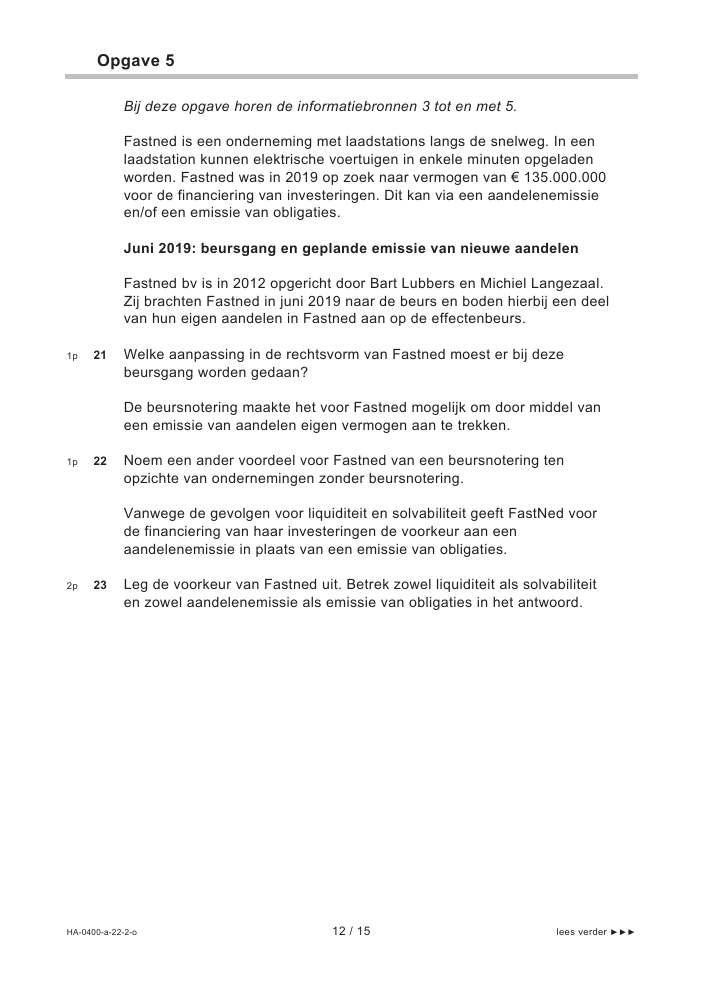 Opgave 5
Bij deze opgave horen de informatiebronnen 3 tot en met 5.
Fastned is een onderneming met laadstations langs de snelweg. In een
laadstation kunnen elektrische voertuigen in enkele minuten opgeladen
worden. Fastned was in 2019 op zoek naar vermogen van € 135.000.000
voor de financiering van investeringen. Dit kan via een aandelenemissie
en/of een emissie van obligaties.
Juni 2019: beursgang en geplande emissie van nieuwe aandelen
Fastned bv is in 2012 opgericht door Bart Lubbers en Michiel Langezaal.
Zij brachten Fastned in juni 2019 naar de beurs en boden hierbij een deel
van hun eigen aandelen in Fastned aan op de effectenbeurs.
1p 21 Welke aanpassing in de rechtsvorm van Fastned moest er bij deze
beursgang worden gedaan?
De beursnotering maakte het voor Fastned mogelijk om door middel van
een emissie van aandelen eigen vermogen aan te trekken.
1p 22 Noem een ander voordeel voor Fastned van een beursnotering ten
opzichte van ondernemingen zonder beursnotering.
Vanwege de gevolgen voor liquiditeit en solvabiliteit geeft FastNed voor
de financiering van haar investeringen de voorkeur aan een
aandelenemissie in plaats van een emissie van obligaties.
2p 23 Leg de voorkeur van Fastned uit. Betrek zowel liquiditeit als solvabiliteit
en zowel aandelenemissie als emissie van obligaties in het antwoord.
HA-0400-a-22-2-o 12 / 15 lees verder ►►►